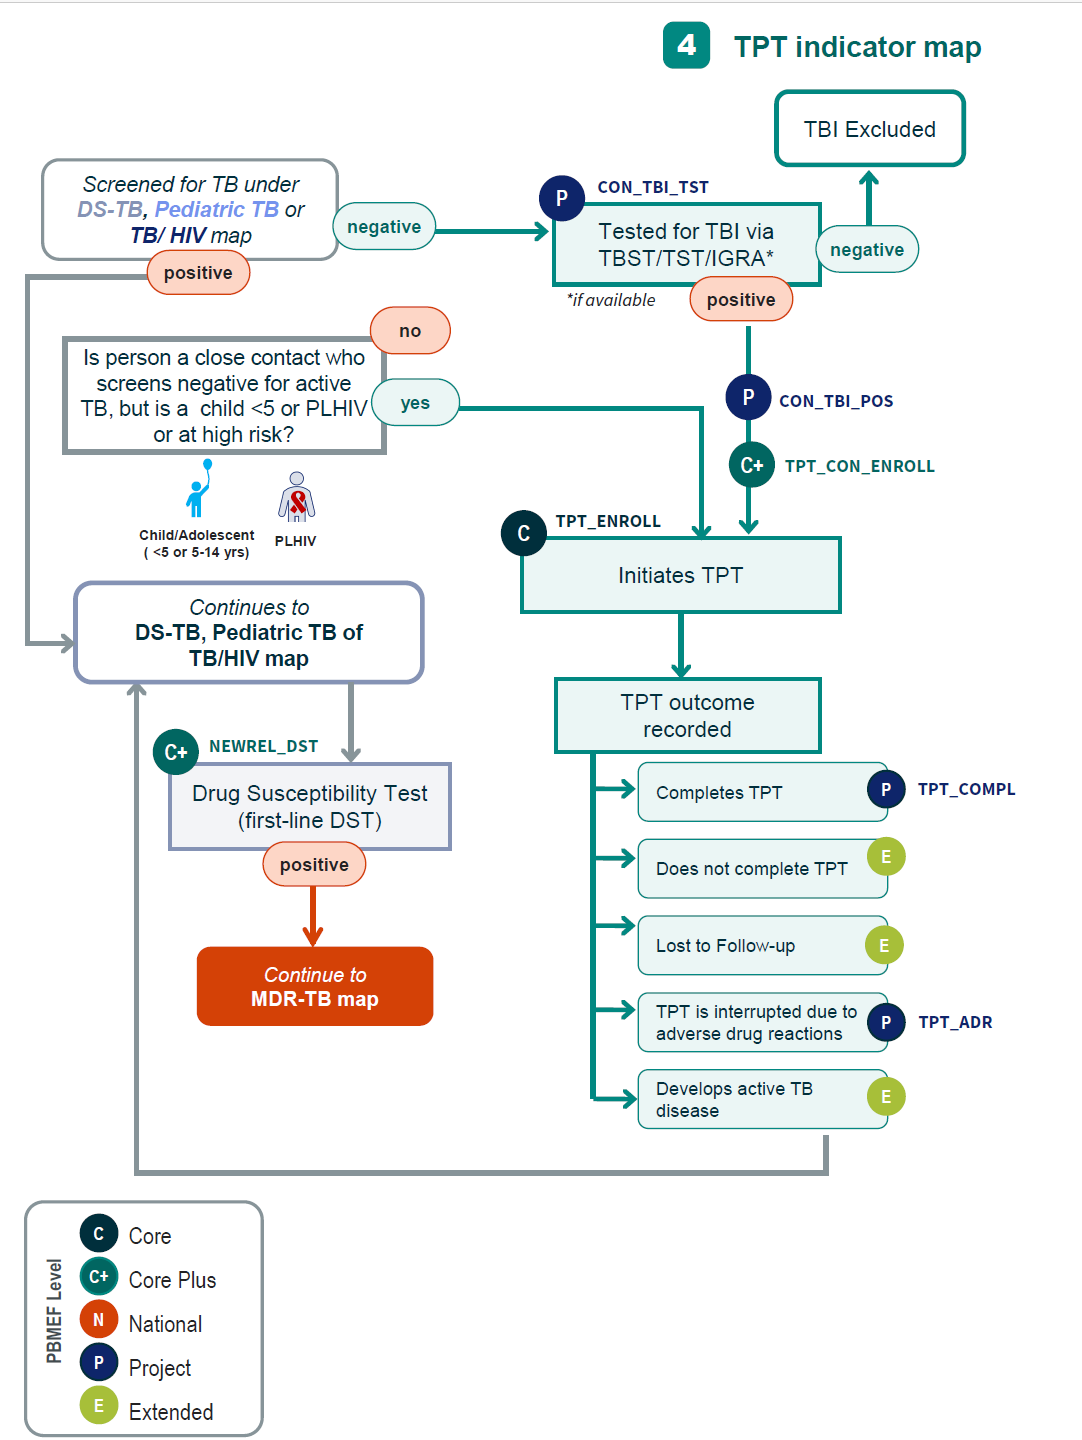 4 TPT indicator map
TBI Excluded
Screened for TB under
DS-TB, Pediatric TB or
TB/ HIV map
negative
positive
P CON_TBI_TST
Tested for TBI via
TBST/TST/IGRA*
negative
*if available
positive
no
Is person a close contact who
screens negative for active
TB, but is a child <5 or PLHIV
or at high risk?
yes
P CON_TBI_POS
C+ TPT_CON_ENROLL
Child/Adolescent
( <5 or 5-14 yrs)
PLHIV
C TPT_ENROLL
Initiates TPT
Continues to
DS-TB, Pediatric TB of
TB/HIV map
TPT outcome
recorded
C+ NEWREL_DST
Drug Susceptibility Test
(first-line DST)
positive
Continue to
MDR-TB map
Completes TPT P TPT_COMPL
Does not complete TPT E
Lost to Follow-up E
TPT is interrupted due to
adverse drug reactions
P TPT_ADR
Develops active TB
disease
E
PBMEF Level
C Core
C+ Core Plus
N National
P Project
E Extended